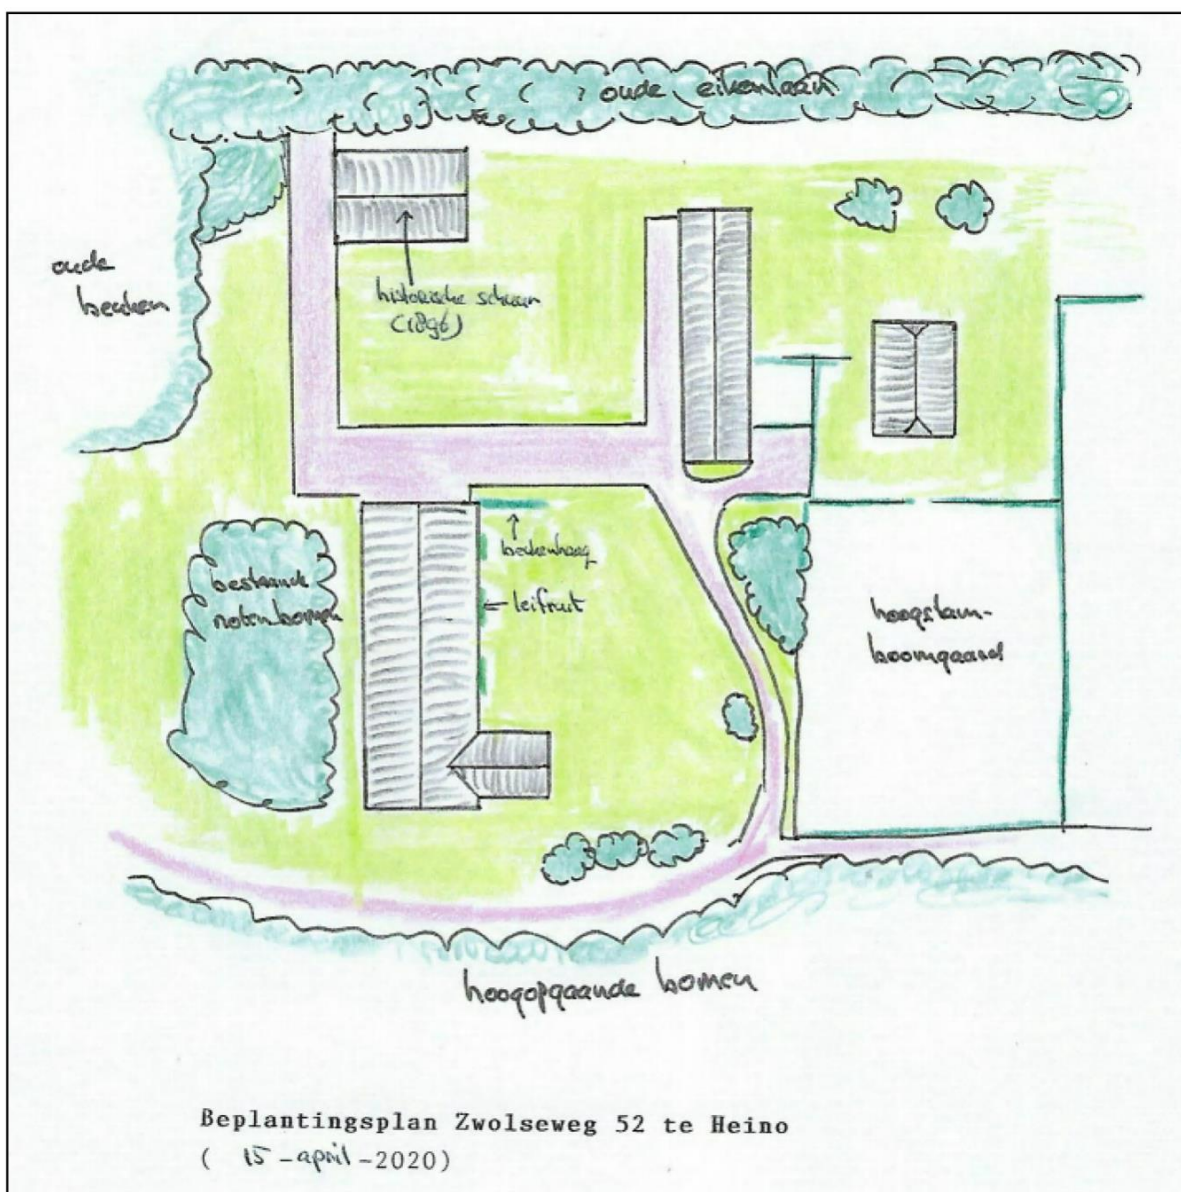 oude eikenlaan
oude
beuken
historische schuur
(1896)
beukenhaag
leifruit
bestaande
notenbomen
hoogstam-
boomgaard
hoogopgaande bomen
Beplantingsplan Zwolseweg 52 te Heino
( 15-april-2020)